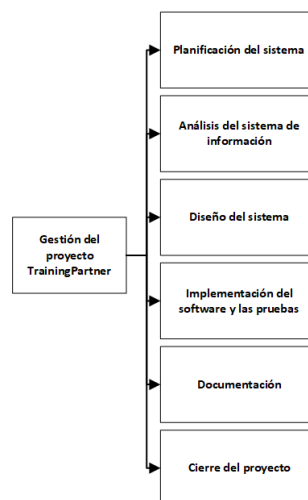 Planificación del sistema
Análisis del sistema de
información
Diseño del sistema
Gestión del
proyecto
TrainingPartner
Implementación del
software y las pruebas
Documentación
Cierre del proyecto